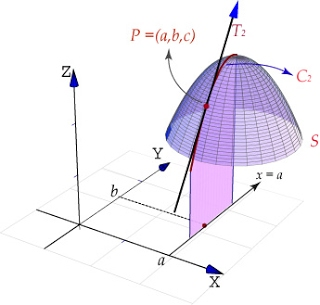 P =(a,b,c)
T₂
Z
C₂
S
Y
x = a
b
a
X